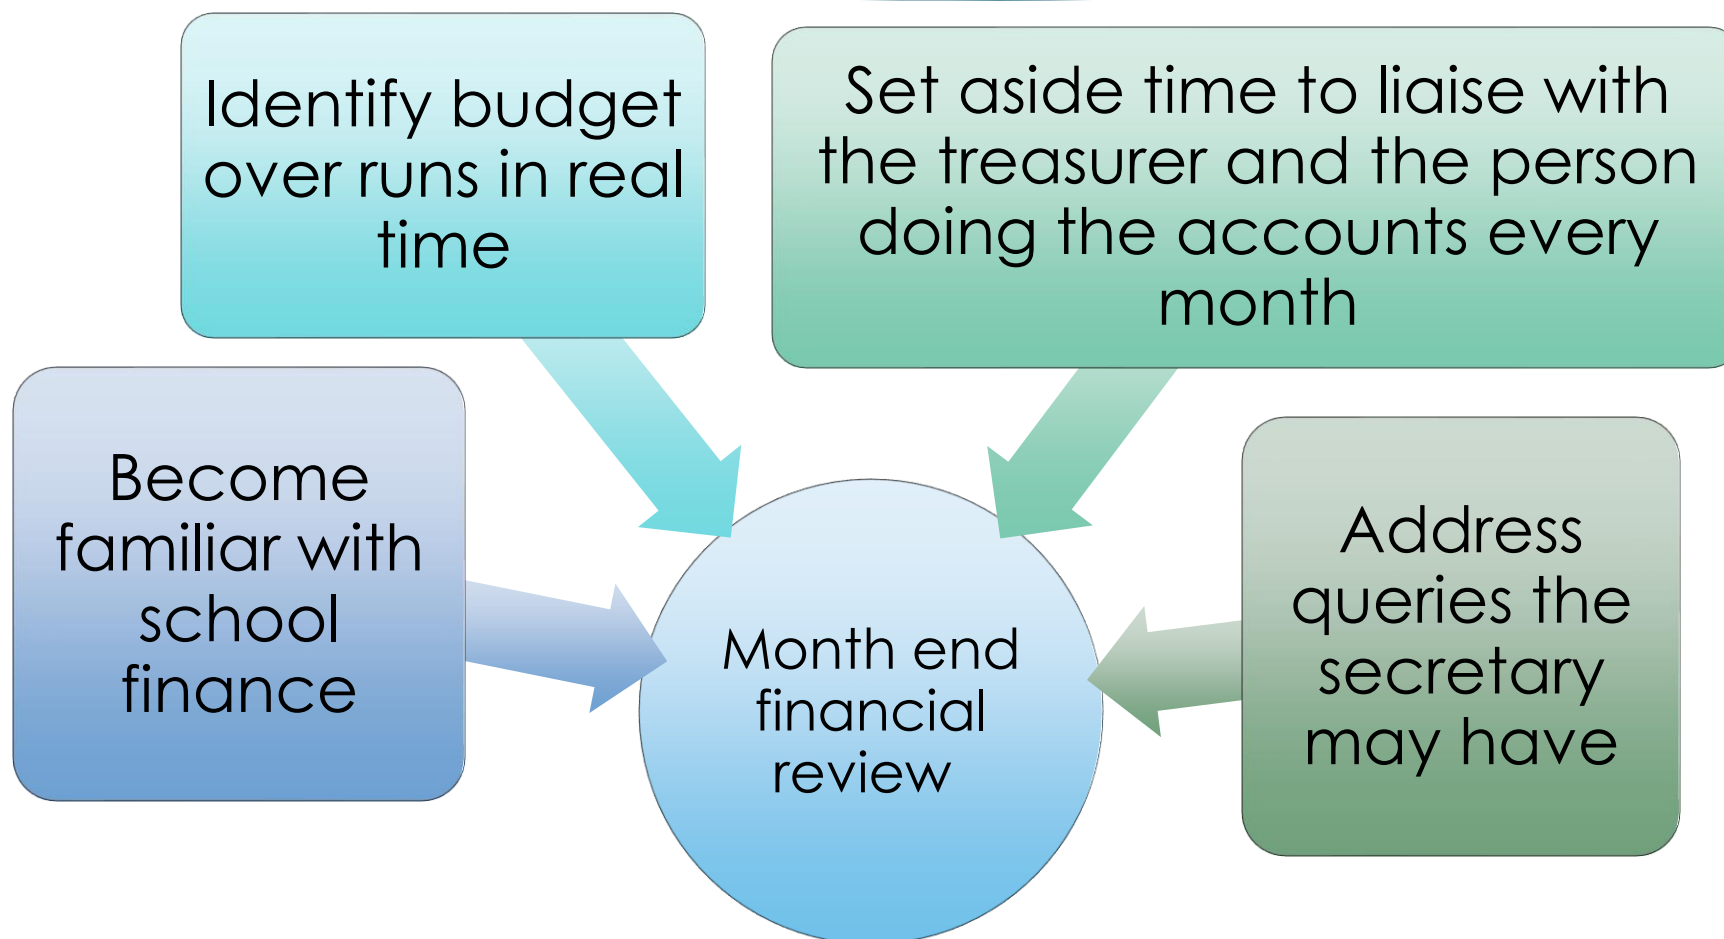 Identify budget
over runs in real
time
Set aside time to liaise with
the treasurer and the person
doing the accounts every
month
Become
familiar with
school
finance
Month end
financial
review
Address
queries the
secretary
may have